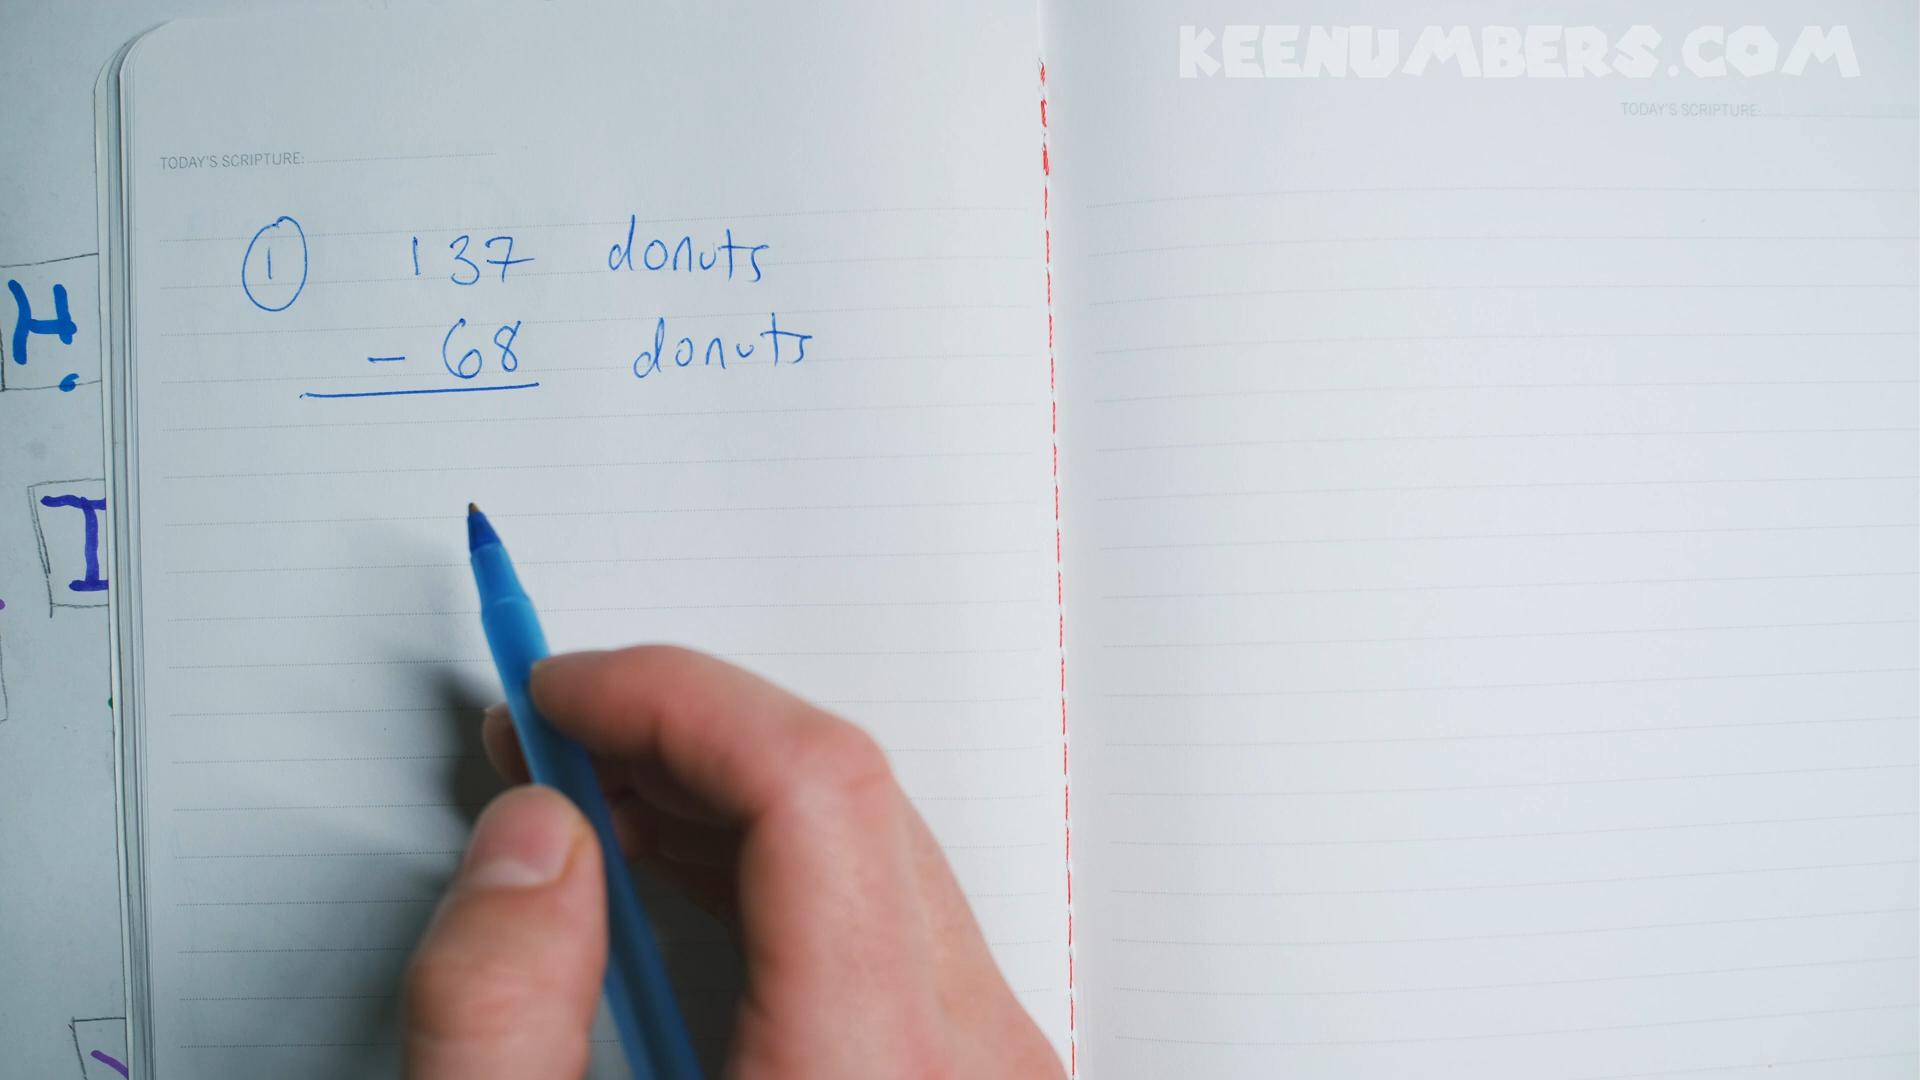 KEENUMBERS.COM
TODAY'S SCRIPTURE:
TODAY'S SCRIPTURE:
1 137 donuts
- 68 donuts
H
I